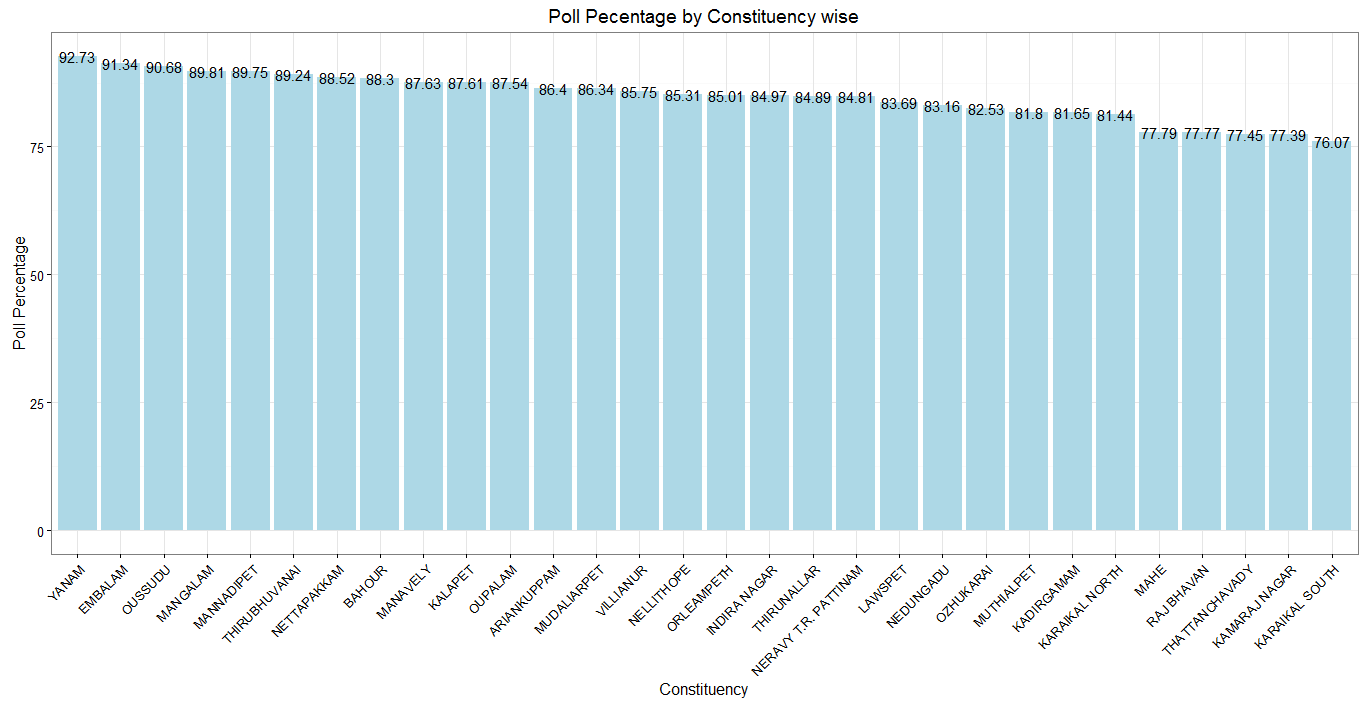 Poll Pecentage by Constituency wise
92.73 91.34 90.68 89.81 89.75 89.24 88.52 88.3 87.63 87.61 87.54 86.4 86.34 85.75 85.31 85.01 84.97 84.89 84.81 83.69 83.16 82.53 81.8 81.65 81.44 77.79 77.77 77.45 77.39 76.07
Poll Percentage
75
50
25
0
YANAM
EMBALAM
OUSSUDU
MANGALAM
MANNADIPET
THIRUBHUVANAI
NETTAPAKKAM
BAHOUR
MANAVELY
KALAPET
OUPALAM
ARIANKUPPAM
MUDALIARPET
VILLIANUR
NELLITHOPE
ORLEAMPETH
INDIRA NAGAR
THIRUNALLAR
NERAVY T.R. PATTINAM
LAWSPET
NEDUNGADU
OZHUKARAI
MUTHIALPET
KADIRGAMAM
KARAIKAL NORTH
MAHE
RAJ BHAVAN
THATTANCHAVADY
KAMARAJ NAGAR
KARAIKAL SOUTH
Constituency